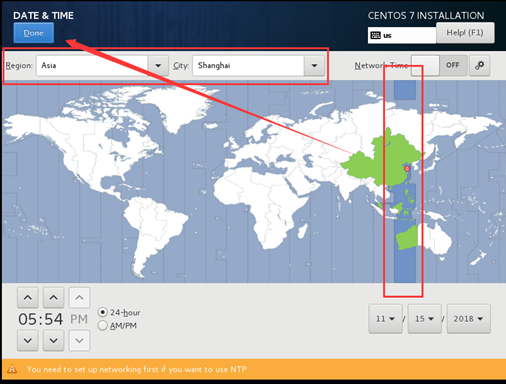 DATE & TIME
CENTOS 7 INSTALLATION
Done
us
Help! (F1)
Region: Asia City: Shanghai Network Time OFF
05:54 PM
24-hour
AM/PM
11 / 15 / 2018
You need to set up networking first if you want to use NTP